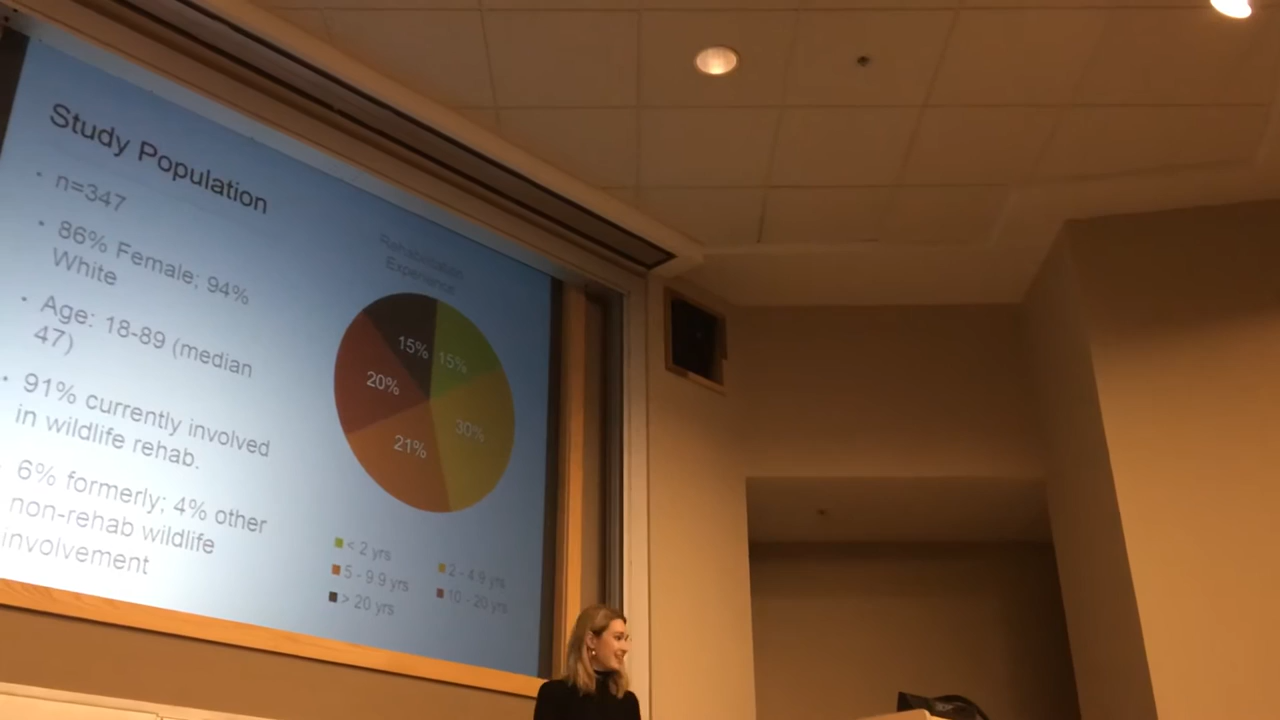 Study Population
• n=347
• 86% Female; 94%
White
• Age: 18-89 (median
47)
• 91% currently involved
in wildlife rehab.
• 6% formerly; 4% other
non-rehab wildlife
involvement
Rehabilitation
Experience
15%
15%
20%
30%
21%
< 2 yrs
2 - 4.9 yrs
5 - 9.9 yrs
10 - 20 yrs
> 20 yrs